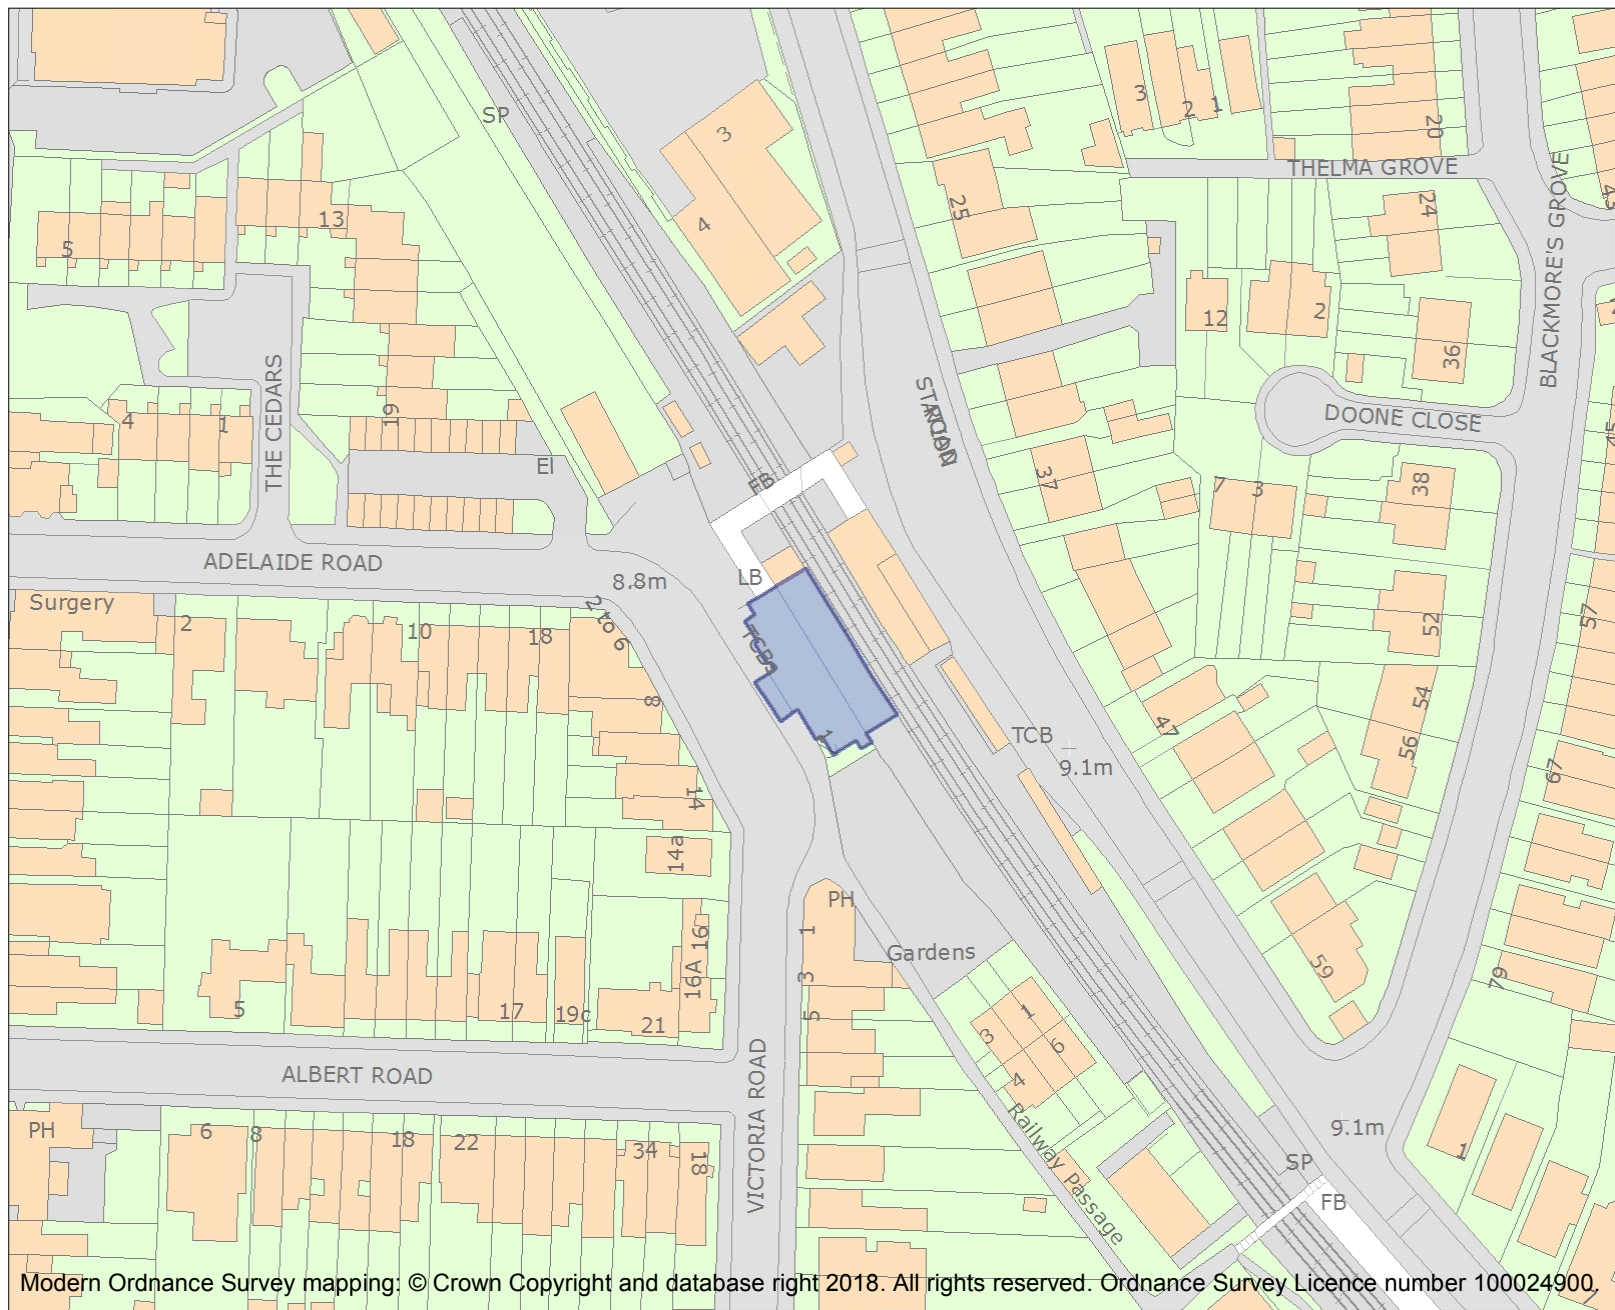 SP
3
4
25
3
2
1
20
THELMA GROVE
24
BLACKMORE'S GROVE
43
5
13
12
2
36
THE CEDARS
4
1
19
El
STATION ROAD
DOONE CLOSE
45
37
7
3
38
FB
ADELAIDE ROAD
8.8m
LB
Surgery
2
10
18
2 to 6
8
TCBs
1
52
57
54
56
47
TCB
9.1m
67
14
14a
PH
1
3
5
16
16A
Gardens
59
79
5
17
19c
21
1
3
6
4
ALBERT ROAD
VICTORIA ROAD
Railway Passage
PH
6
8
18
22
34
18
9.1m
SP
FB
1
Modern Ordnance Survey mapping: © Crown Copyright and database right 2018. All rights reserved. Ordnance Survey Licence number 100024900.